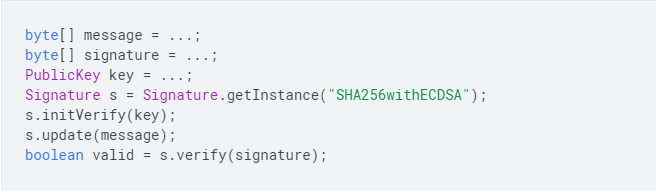 byte[] message = ...;
byte[] signature = ...;
PublicKey key = ...;
Signature s = Signature.getInstance("SHA256withECDSA");
s.initVerify(key);
s.update(message);
boolean valid = s.verify(signature);